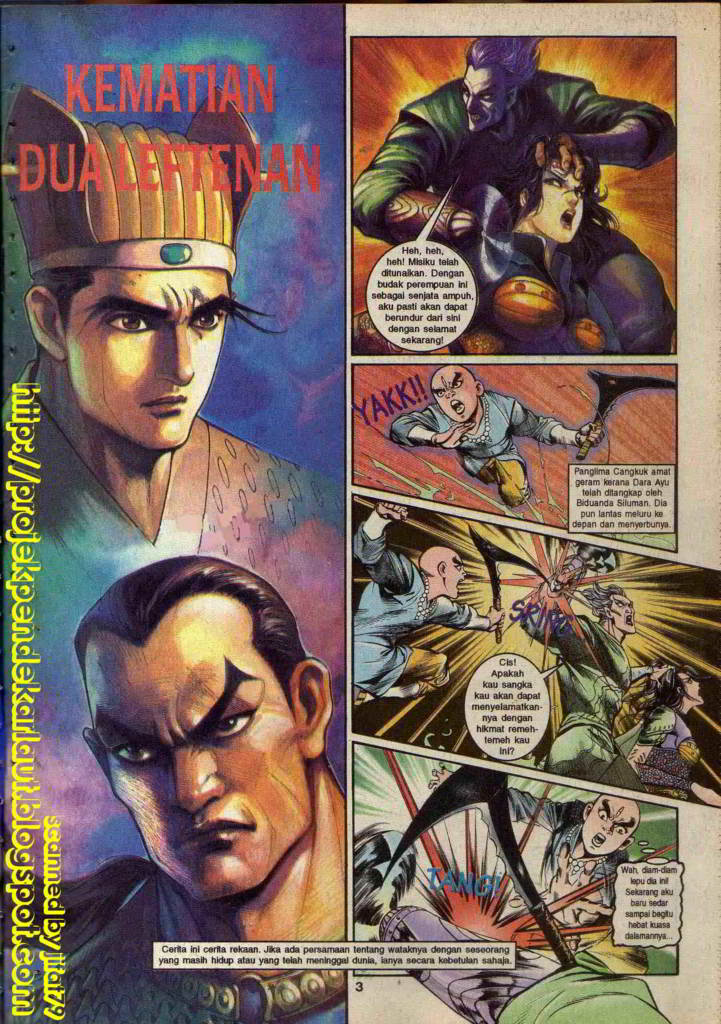 KEMATIAN
DUA LEFTENAN
Heh, heh,
heh! Misiku telah
ditunaikan. Dengan
budak perempuan ini
sebagai senjata ampuh,
aku pasti akan dapat
berundur dari sini
dengan selamat
sekarang!
YAKK!!
Panglima Cangkuk amat
geram kerana Dara Ayu
telah ditangkap oleh
Biduanda Siluman. Dia
pun lantas meluru ke
depan dan menyerbunya.
SRING
Cis!
Apakah
kau sangka
kau akan dapat
menyelamatkan-
nya dengan
hikmat remeh-
temeh kau
ini?
TANG!
Wah, diam-diam
lepu dia ini!
Sekarang aku
baru sedar
sampai begitu
hebat kuasa
dalamannya...
Cerita ini cerita rekaan. Jika ada persamaan tentang wataknya dengan seseorang
yang masih hidup atau yang telah meninggal dunia, ianya secara kebetulan sahaja.
3
http://projekpendekarlaut.blogspot.com
scanned by jifat79